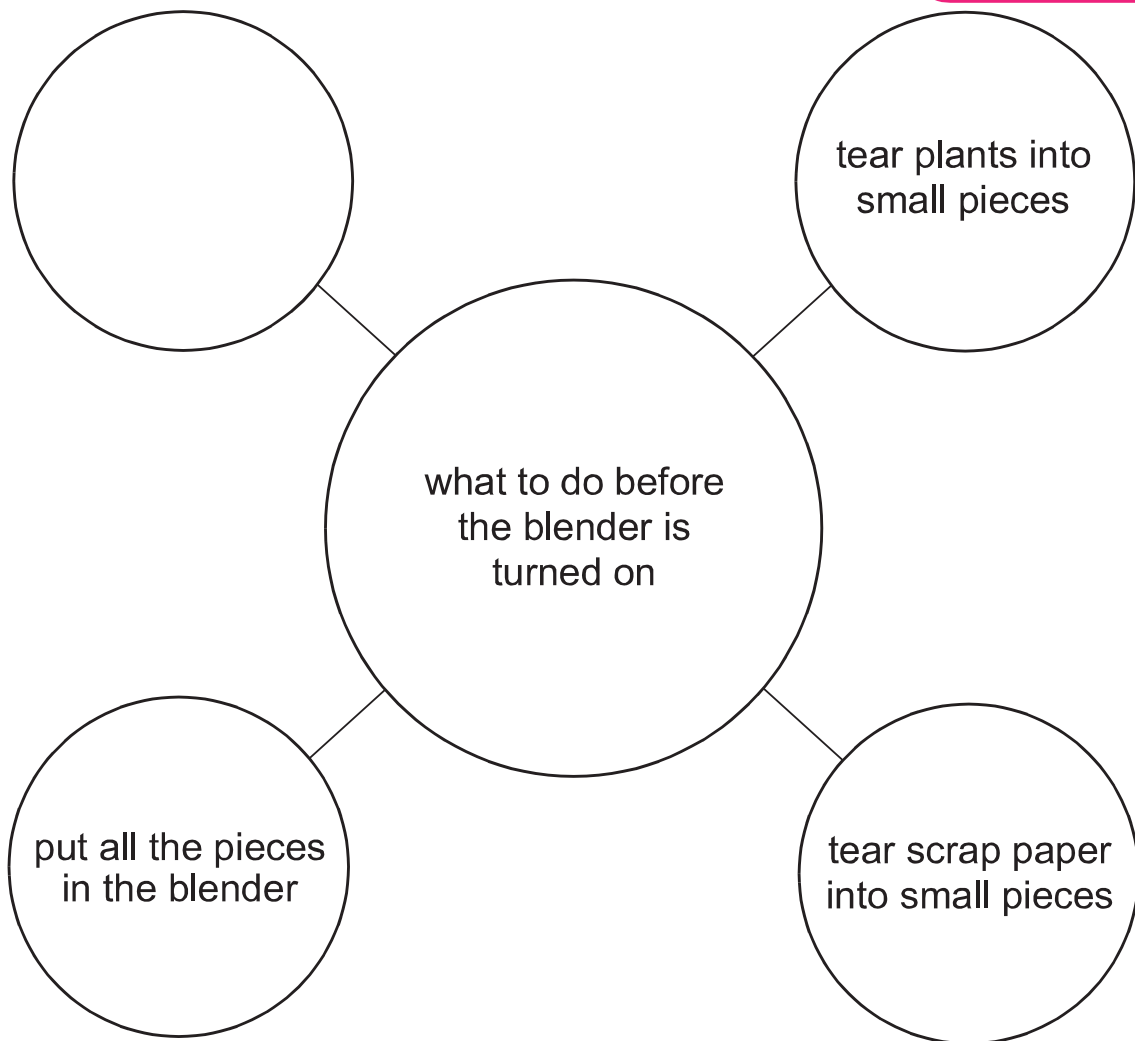 tear plants into
small pieces
what to do before
the blender is
turned on
put all the pieces
in the blender
tear scrap paper
into small pieces